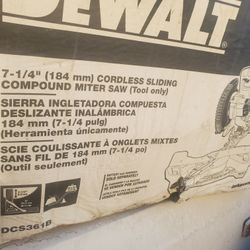 DEWALT
7-1/4" (184 mm) CORDLESS SLIDING
COMPOUND MITER SAW (Tool only)
SIERRA INGLETADORA COMPUESTA
DESLIZANTE INALÁMBRICA
184 mm (7-1/4 pulg)
(Herramienta únicamente)
SCIE COULISSANTE À ONGLETS MIXTES
SANS FIL DE 184 mm (7-1/4 po)
(Outil seulement)
DCS361B